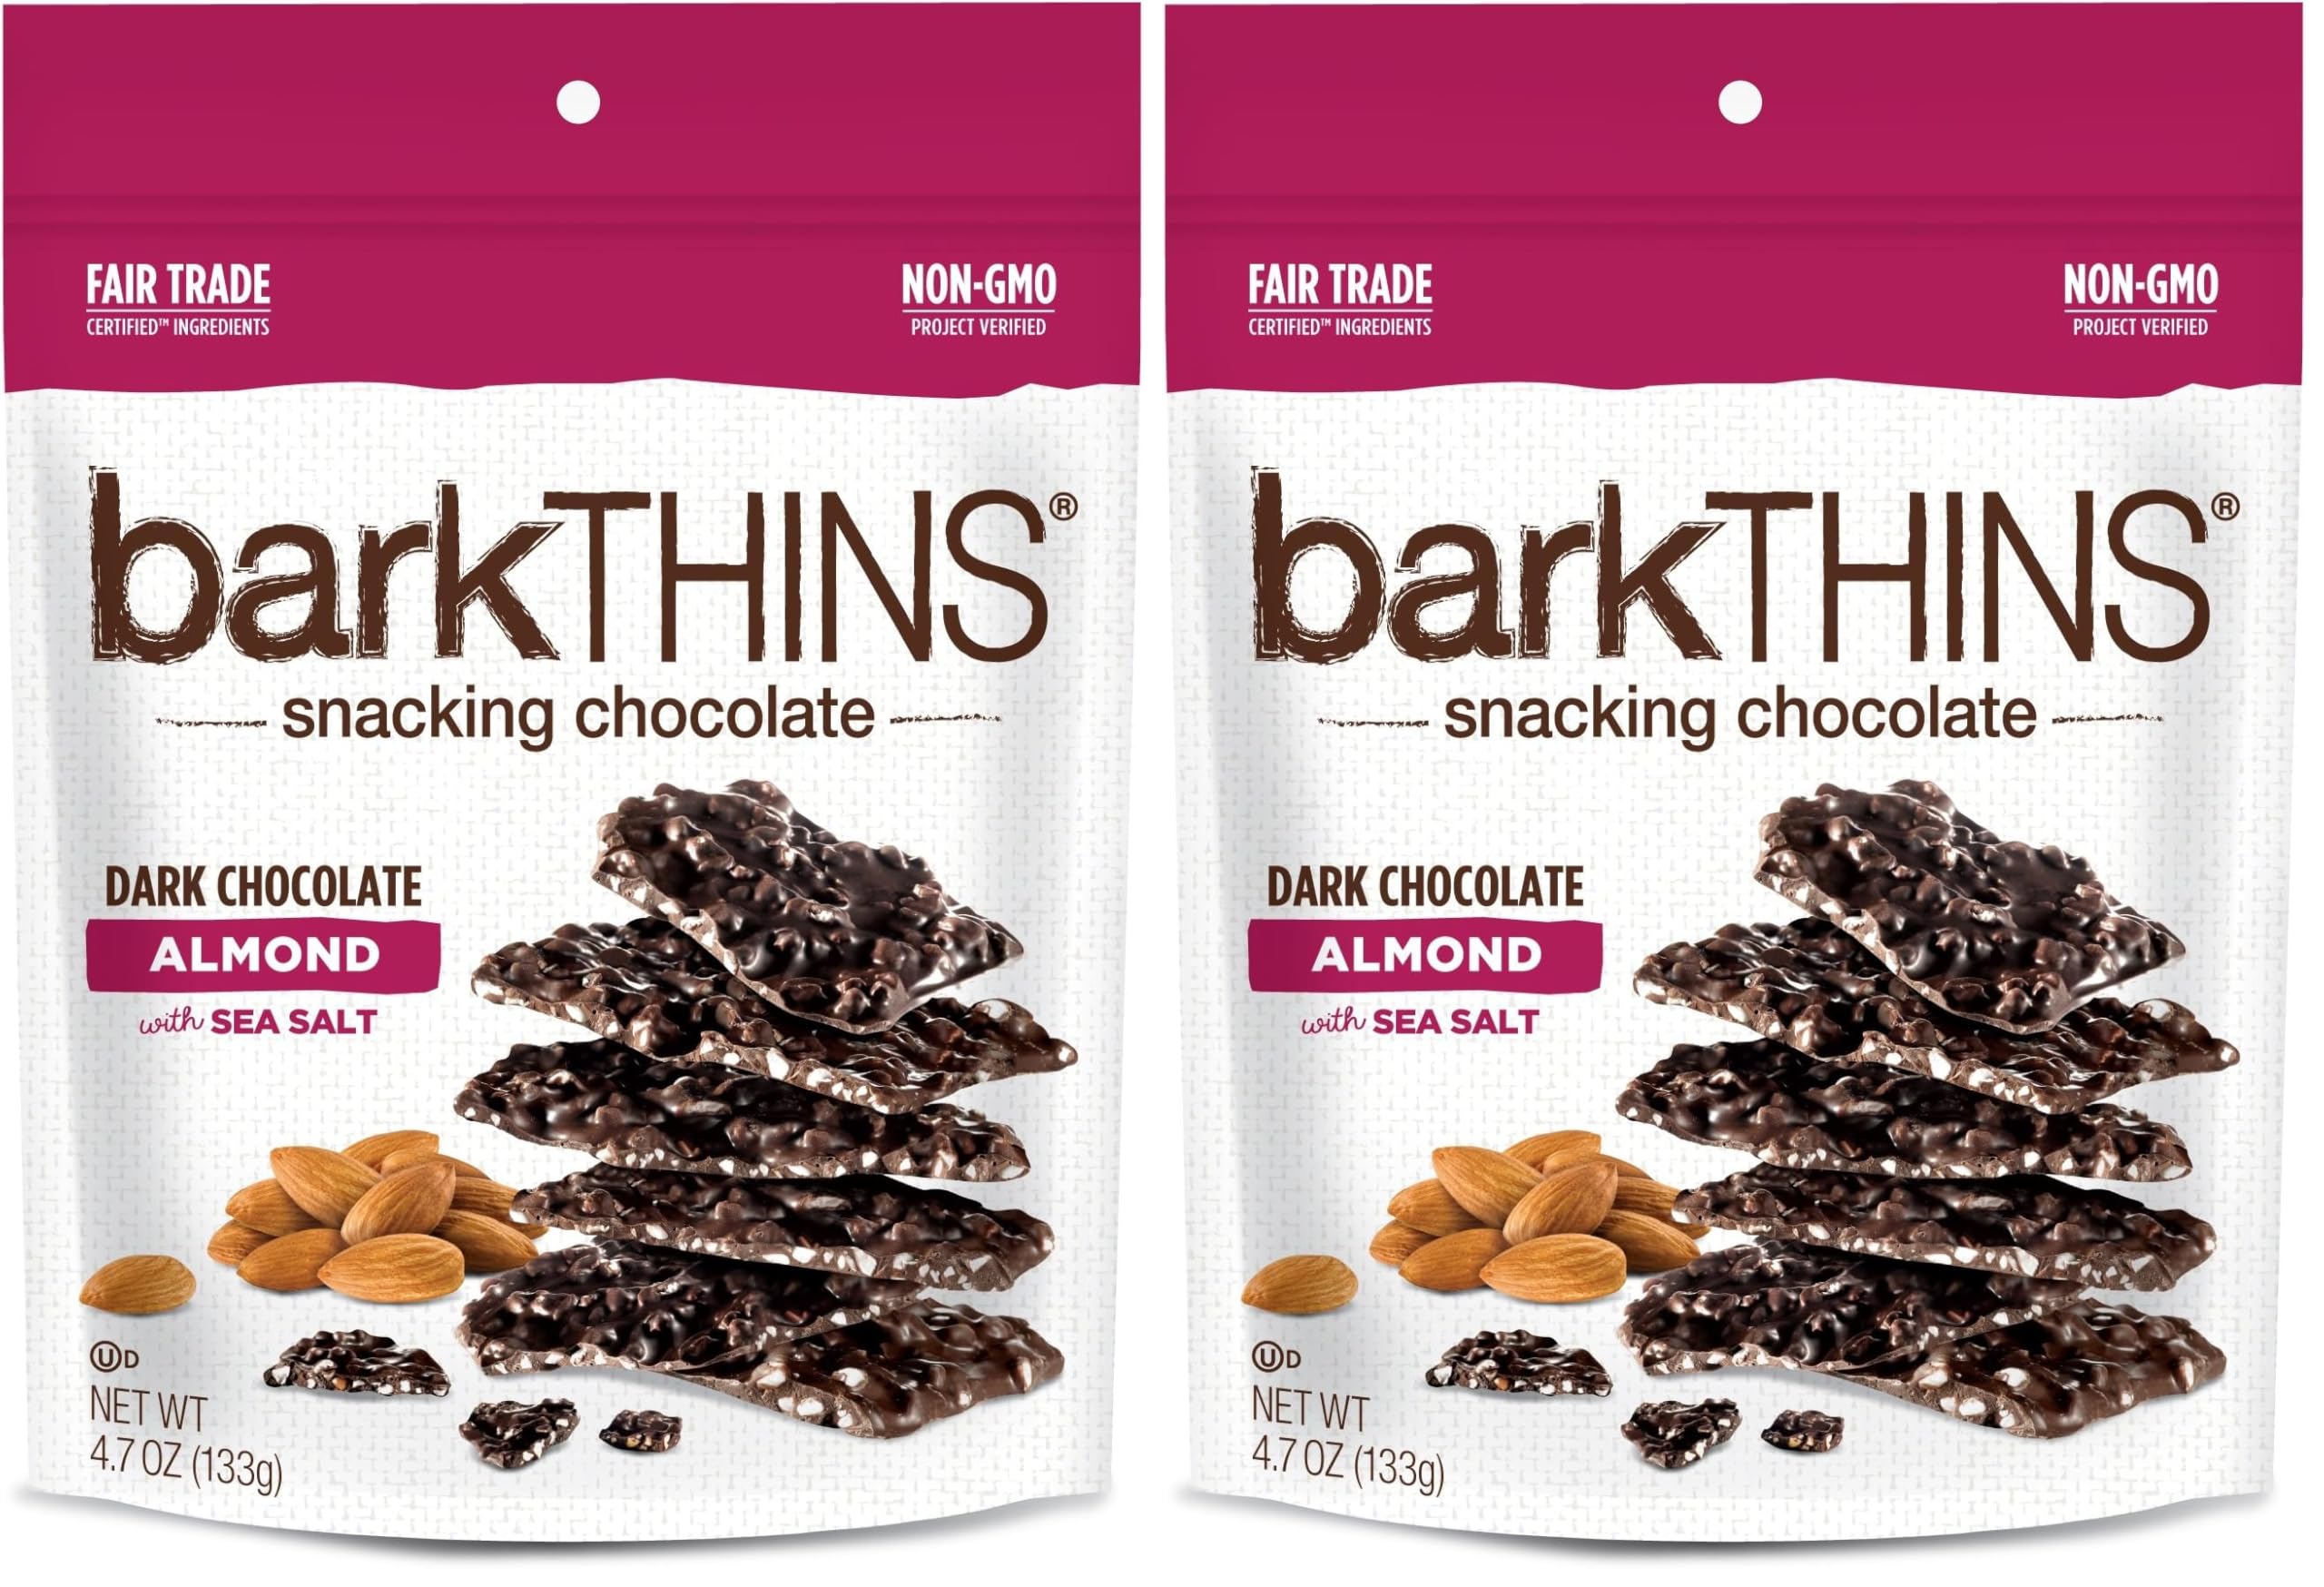 FAIR TRADE
CERTIFIED™ INGREDIENTS
NON-GMO
PROJECT VERIFIED
barkTHINS®
snacking chocolate
DARK CHOCOLATE
ALMOND
with SEA SALT
UD
NET WT
4.7 OZ (133g)
FAIR TRADE
CERTIFIED™ INGREDIENTS
NON-GMO
PROJECT VERIFIED
barkTHINS®
snacking chocolate
DARK CHOCOLATE
ALMOND
with SEA SALT
UD
NET WT
4.7 OZ (133g)